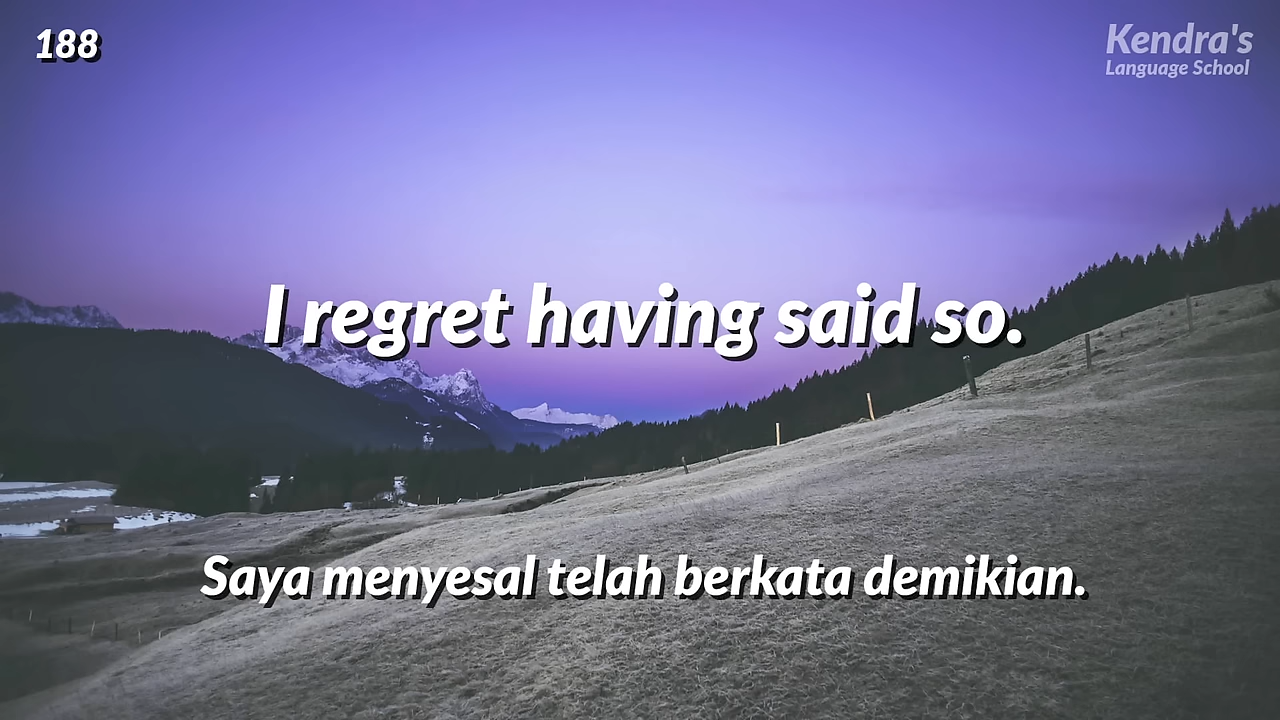 188
Kendra's
Language School
I regret having said so.
Saya menyesal telah berkata demikian.